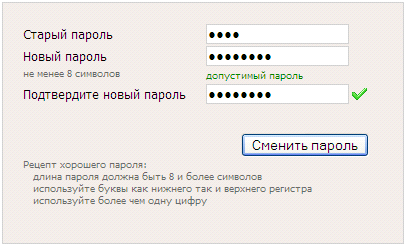 Старый пароль ●●●●
Новый пароль ●●●●●●●●
не менее 8 символов допустимый пароль
Подтвердите новый пароль ●●●●●●●●
Сменить пароль
Рецепт хорошего пароля:
длина пароля должна быть 8 и более символов
используйте буквы как нижнего так и верхнего регистра
используйте более чем одну цифру